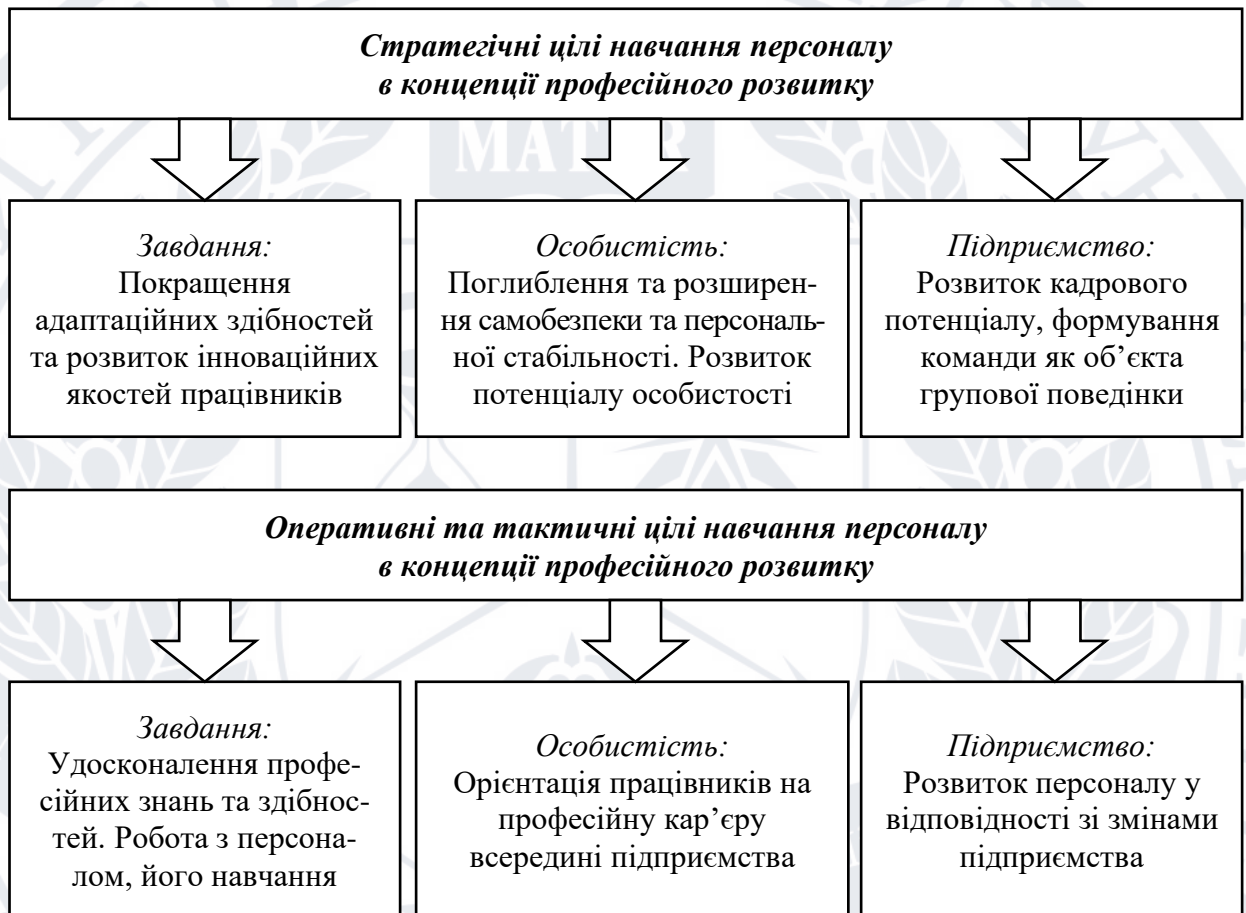 Стратегічні цілі навчання персоналу
в концепції професійного розвитку
Завдання:
Покращення
адаптаційних здібностей
та розвиток інноваційних
якостей працівників
Особистість:
Поглиблення та розширен-
ня самобезпеки та персональ-
ної стабільності. Розвиток
потенціалу особистості
Підприємство:
Розвиток кадрового
потенціалу, формування
команди як об’єкта
групової поведінки
Оперативні та тактичні цілі навчання персоналу
в концепції професійного розвитку
Завдання:
Удосконалення профе-
сійних знань та здібнос-
тей. Робота з персона-
лом, його навчання
Особистість:
Орієнтація працівників на
професійну кар’єру
всередині підприємства
Підприємство:
Розвиток персоналу у
відповідності зі змінами
підприємства